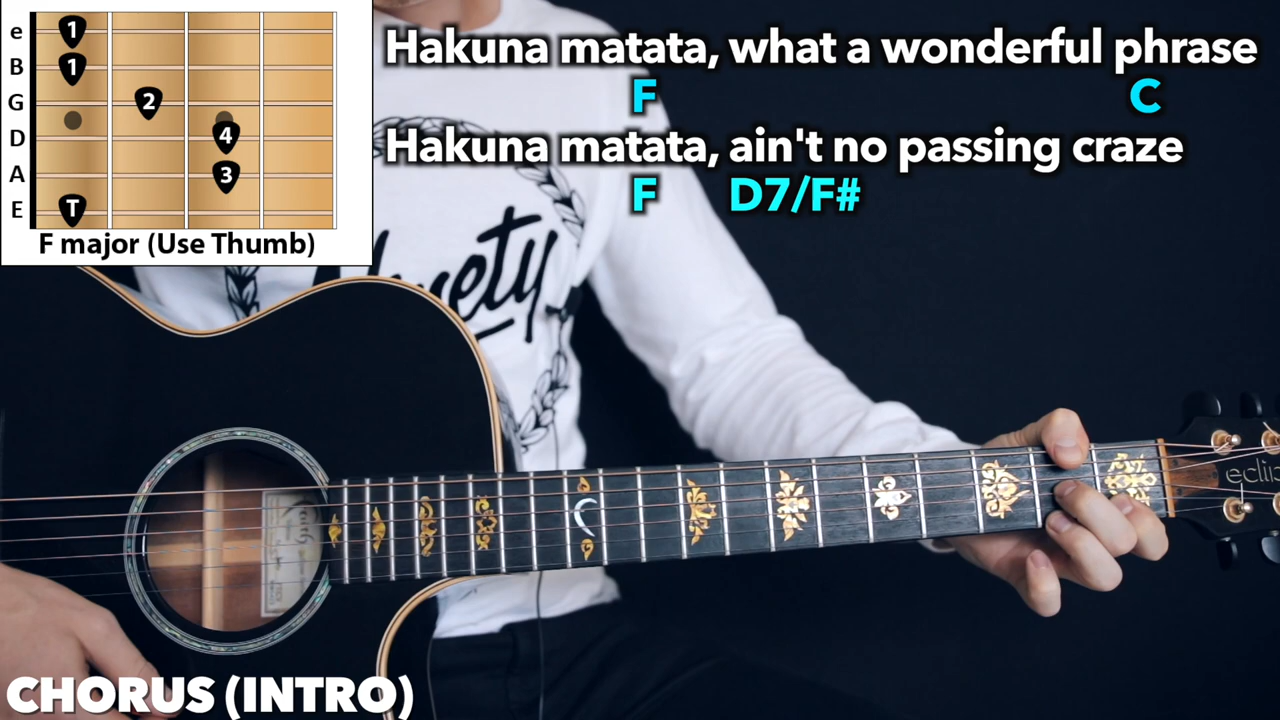 e 1
B 1
G 2
D 4
A 3
E T
F major (Use Thumb)
Hakuna matata, what a wonderful phrase
F C
Hakuna matata, ain't no passing craze
F D7/F#
CHORUS (INTRO)